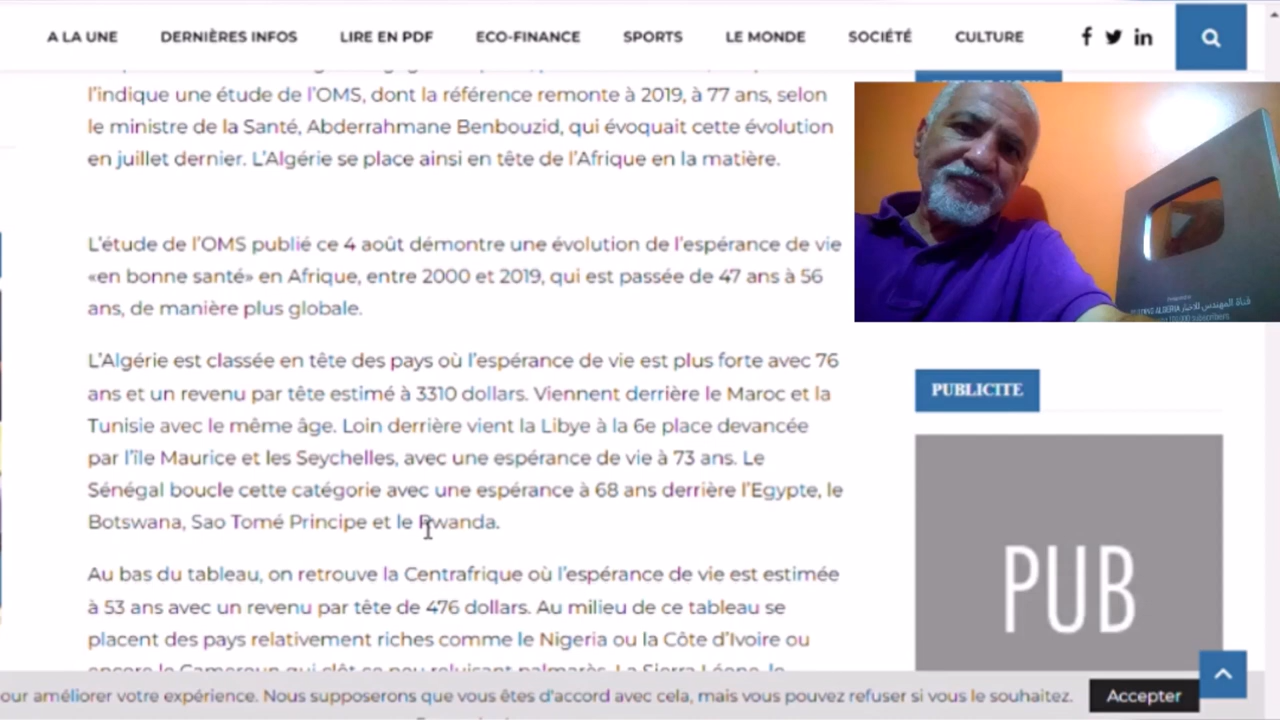 A LA UNE
DERNIÈRES INFOS
LIRE EN PDF
ECO-FINANCE
SPORTS
LE MONDE
SOCIÉTÉ
CULTURE
l'indique une étude de l'OMS, dont la référence remonte à 2019, à 77 ans, selon
le ministre de la Santé, Abderrahmane Benbouzid, qui évoquait cette évolution
en juillet dernier. L'Algérie se place ainsi en tête de l'Afrique en la matière.
L'étude de l'OMS publié ce 4 août démontre une évolution de l'espérance de vie
«en bonne santé» en Afrique, entre 2000 et 2019, qui est passée de 47 ans à 56
ans, de manière plus globale.
L'Algérie est classée en tête des pays où l'espérance de vie est plus forte avec 76
ans et un revenu par tête estimé à 3310 dollars. Viennent derrière le Maroc et la
Tunisie avec le même âge. Loin derrière vient la Libye à la 6e place devancée
par l'île Maurice et les Seychelles, avec une espérance de vie à 73 ans. Le
Sénégal boucle cette catégorie avec une espérance à 68 ans derrière l'Egypte, le
Botswana, Sao Tomé Principe et le Rwanda.
Au bas du tableau, on retrouve la Centrafrique où l'espérance de vie est estimée
à 53 ans avec un revenu par tête de 476 dollars. Au milieu de ce tableau se
placent des pays relativement riches comme le Nigeria ou la Côte d'Ivoire ou
قناة المهندس للاخبار ALGERIA
subscribers
PUBLICITE
PUB
our améliorer votre expérience. Nous supposerons que vous êtes d'accord avec cela, mais vous pouvez refuser si vous le souhaitez.
Accepter